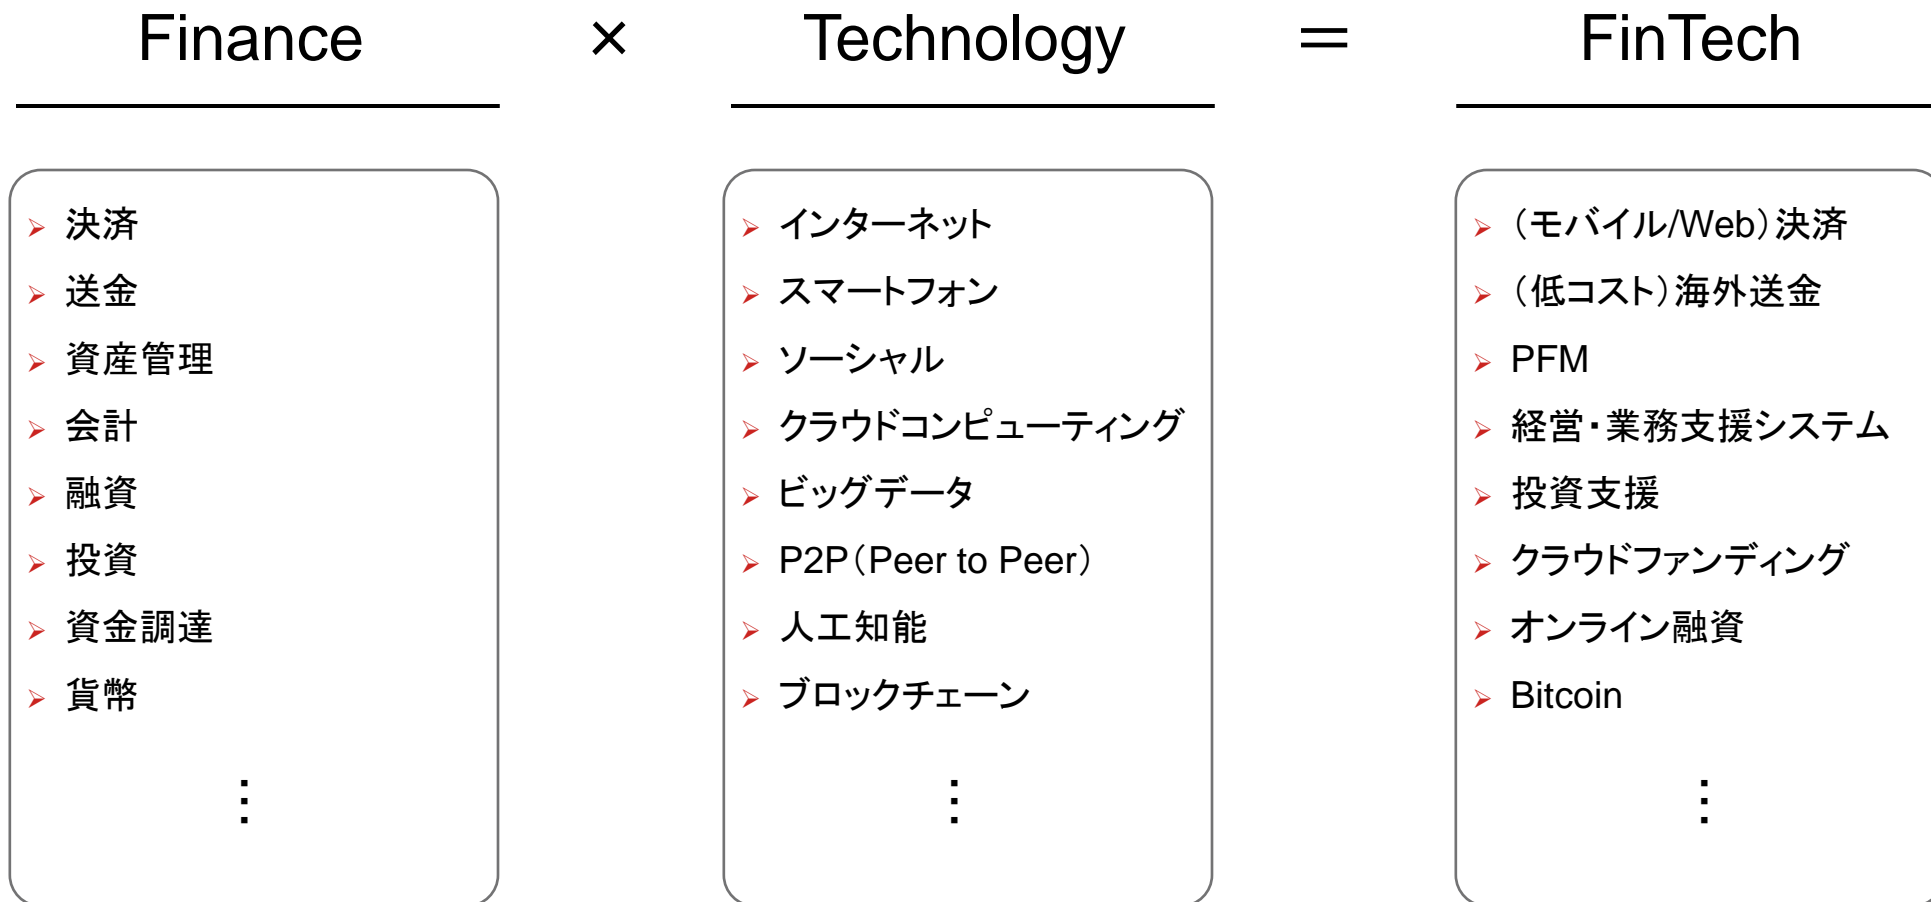 Finance × Technology ＝ FinTech
➢ 決済
➢ 送金
➢ 資産管理
➢ 会計
➢ 融資
➢ 投資
➢ 資金調達
➢ 貨幣
⋮
➢ インターネット
➢ スマートフォン
➢ ソーシャル
➢ クラウドコンピューティング
➢ ビッグデータ
➢ P2P（Peer to Peer）
➢ 人工知能
➢ ブロックチェーン
⋮
➢ （モバイル/Web）決済
➢ （低コスト）海外送金
➢ PFM
➢ 経営・業務支援システム
➢ 投資支援
➢ クラウドファンディング
➢ オンライン融資
➢ Bitcoin
⋮